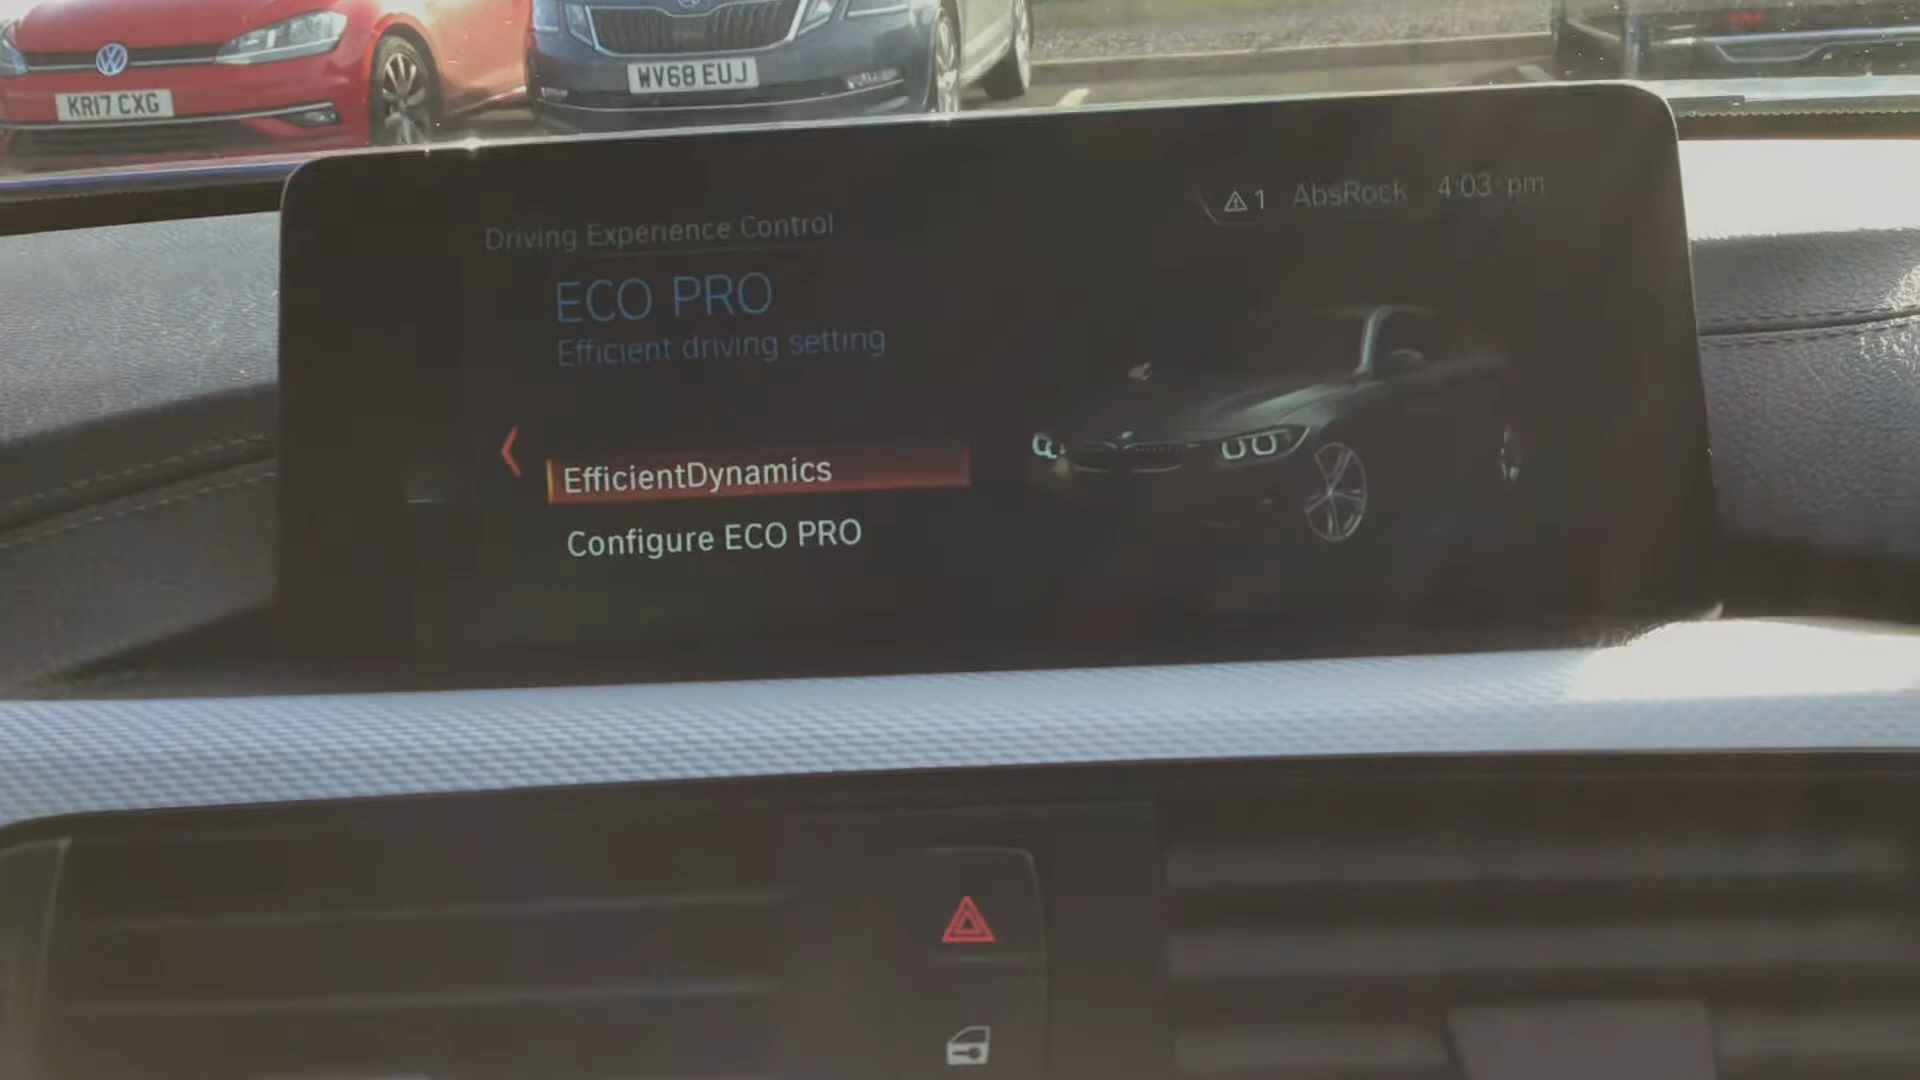 KR17 CXG
WV68 EUJ
1 AbsRock 4:03 pm
Driving Experience Control
ECO PRO
Efficient driving setting
EfficientDynamics
Configure ECO PRO